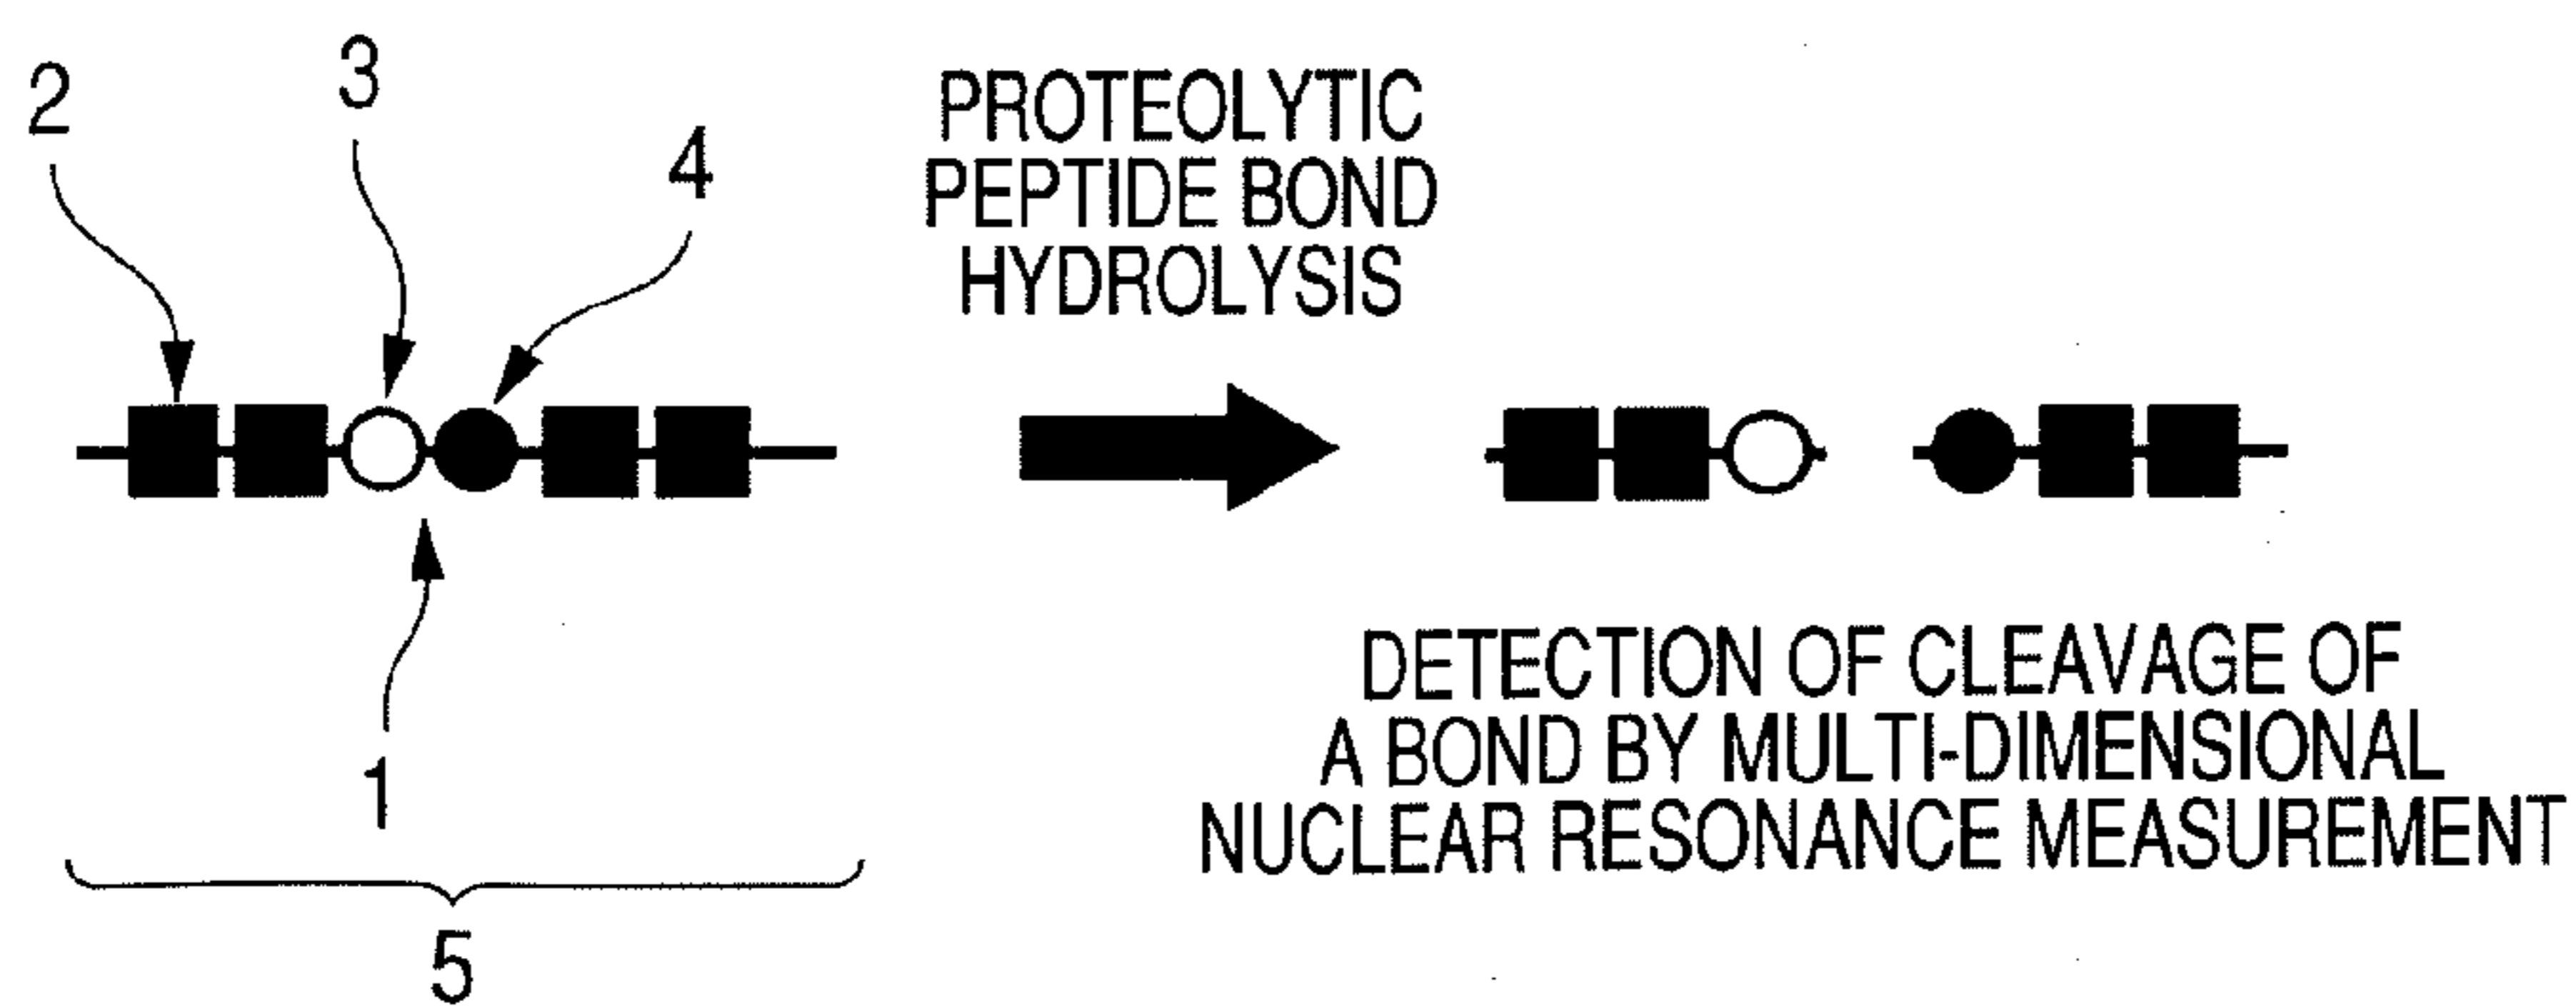 2
3
4
PROTEOLYTIC
PEPTIDE BOND
HYDROLYSIS
1
5
DETECTION OF CLEAVAGE OF
A BOND BY MULTI-DIMENSIONAL
NUCLEAR RESONANCE MEASUREMENT